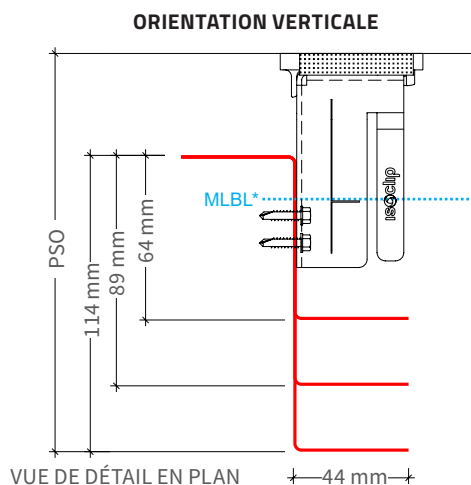 ORIENTATION VERTICALE
MLBL*
isoclip
PSO
114 mm
89 mm
64 mm
VUE DE DÉTAIL EN PLAN
44 mm